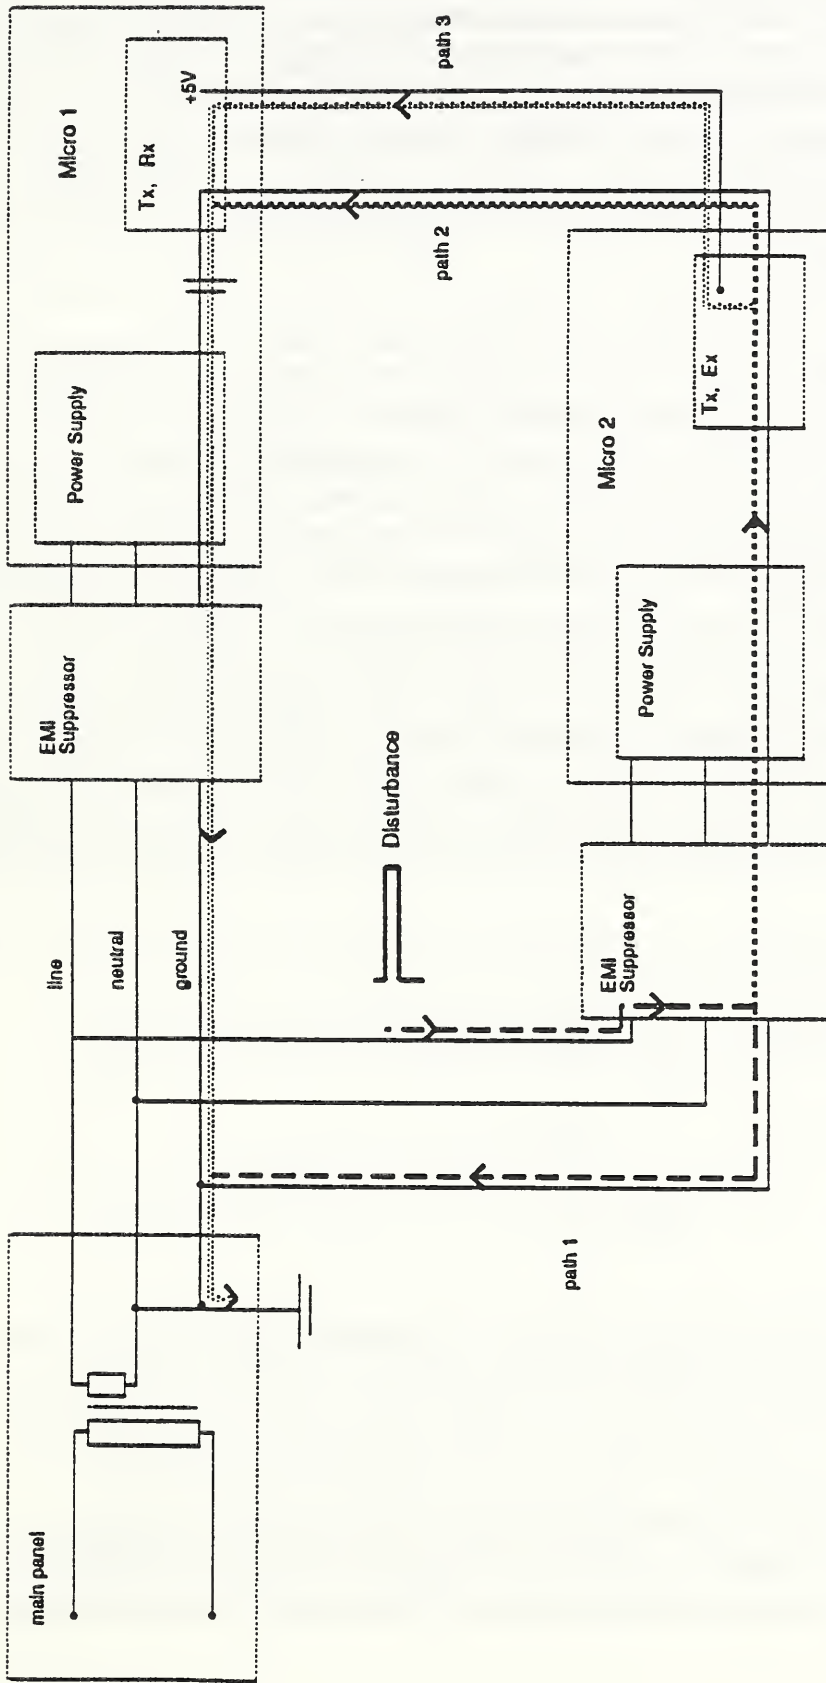 main panel
line
neutral
ground
EMI
Suppressor
Power Supply
Micro 1
Tx, Rx
+5V
Disturbance
path 1
path 2
path 3
EMI
Suppressor
Power Supply
Micro 2
Tx, Ex